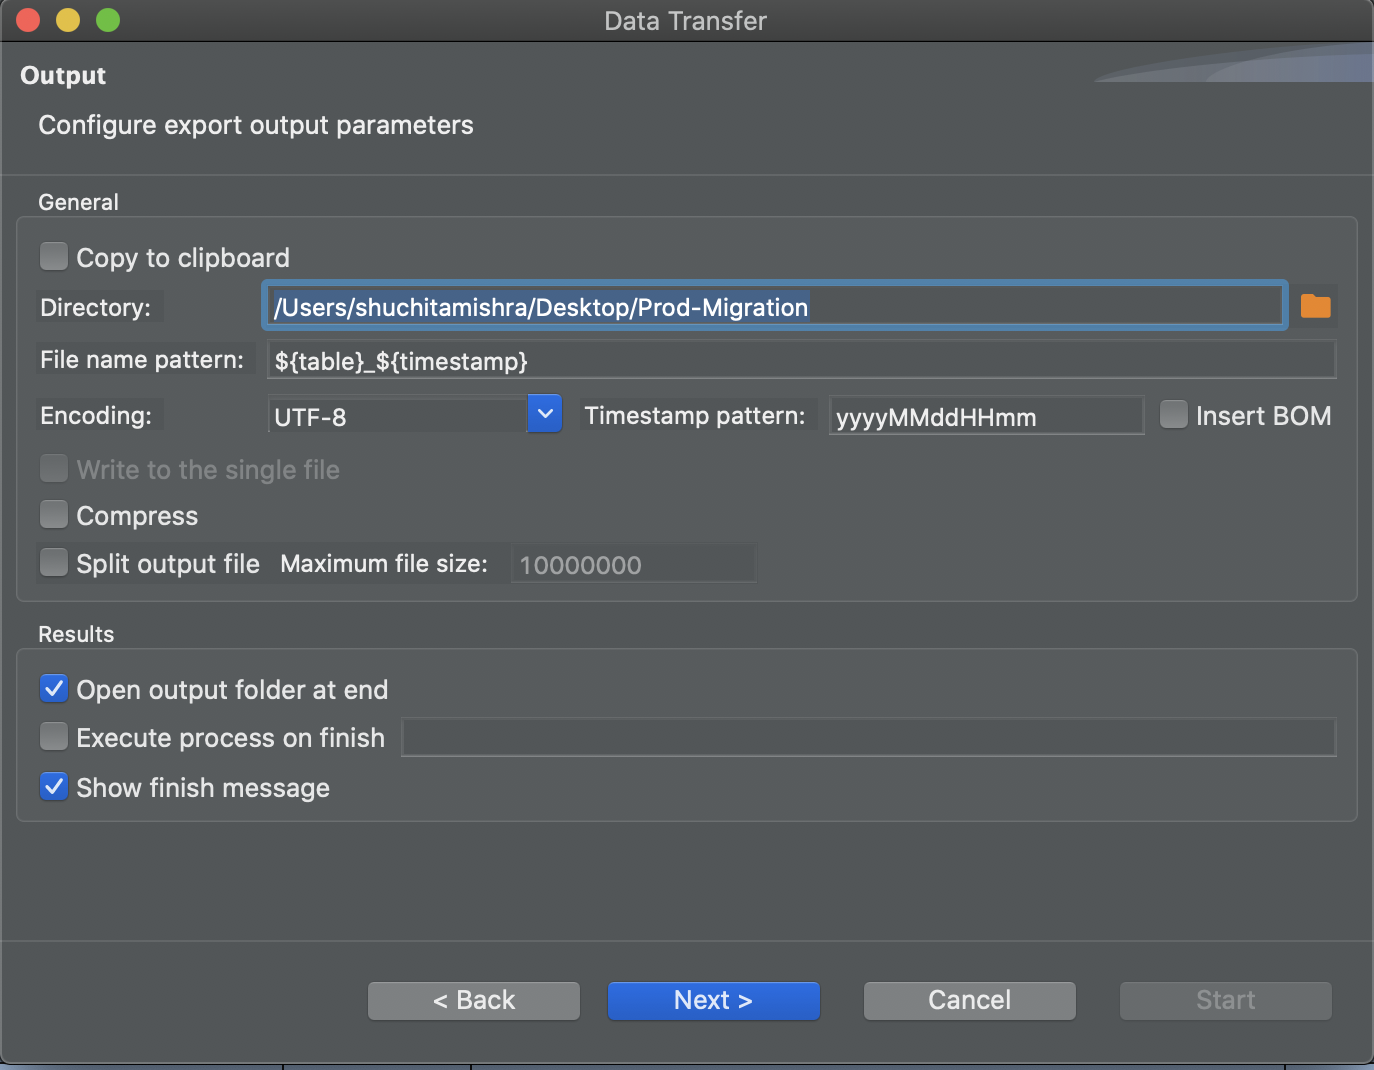 Data Transfer
Output
Configure export output parameters
General
Copy to clipboard
Directory: /Users/shuchitamishra/Desktop/Prod-Migration
File name pattern: ${table}_${timestamp}
Encoding: UTF-8 Timestamp pattern: yyyyMMddHHmm Insert BOM
Write to the single file
Compress
Split output file Maximum file size: 10000000
Results
Open output folder at end
Execute process on finish
Show finish message
< Back Next > Cancel Start